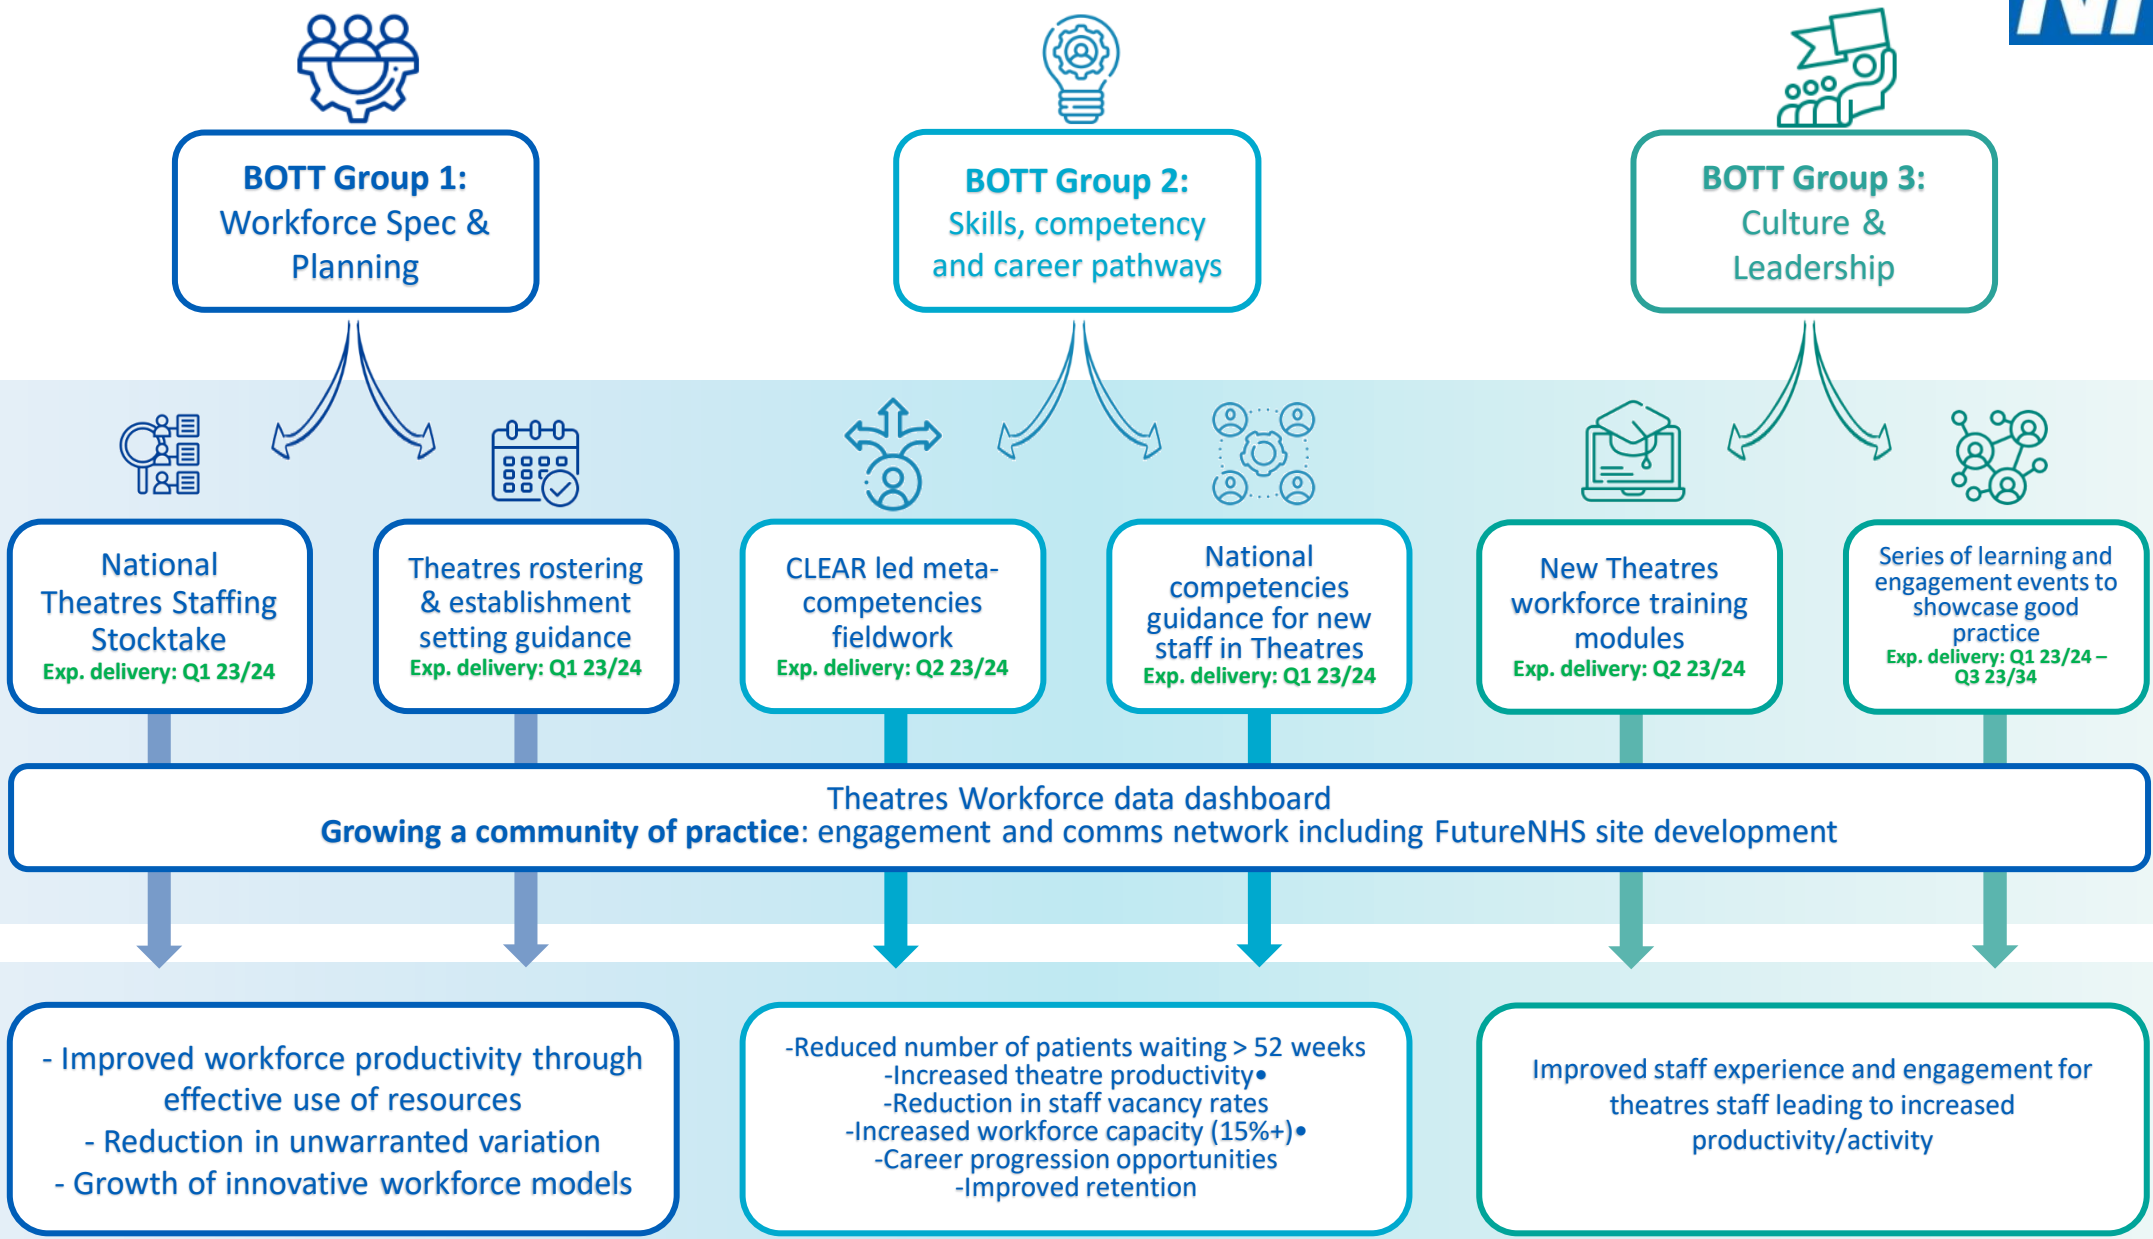 BOTT Group 1:
Workforce Spec &
Planning
BOTT Group 2:
Skills, competency
and career pathways
BOTT Group 3:
Culture &
Leadership
National
Theatres Staffing
Stocktake
Exp. delivery: Q1 23/24
Theatres rostering
& establishment
setting guidance
Exp. delivery: Q1 23/24
CLEAR led meta-
competencies
fieldwork
Exp. delivery: Q2 23/24
National
competencies
guidance for new
staff in Theatres
Exp. delivery: Q1 23/24
New Theatres
workforce training
modules
Exp. delivery: Q2 23/24
Series of learning and
engagement events to
showcase good
practice
Exp. delivery: Q1 23/24 –
Q3 23/34
Theatres Workforce data dashboard
Growing a community of practice: engagement and comms network including FutureNHS site development
- Improved workforce productivity through
effective use of resources
- Reduction in unwarranted variation
- Growth of innovative workforce models
-Reduced number of patients waiting > 52 weeks
-Increased theatre productivity•
-Reduction in staff vacancy rates
-Increased workforce capacity (15%+)•
-Career progression opportunities
-Improved retention
Improved staff experience and engagement for
theatres staff leading to increased
productivity/activity